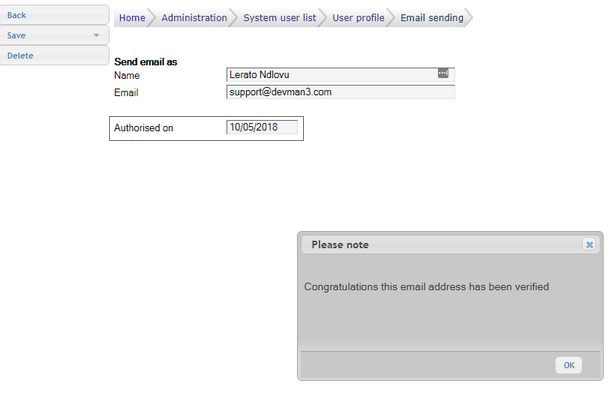 Back
Save
Delete
Home Administration System user list User profile Email sending
Send email as
Name Lerato Ndlovu
Email support@devman3.com
Authorised on 10/05/2018
Please note
Congratulations this email address has been verified
OK